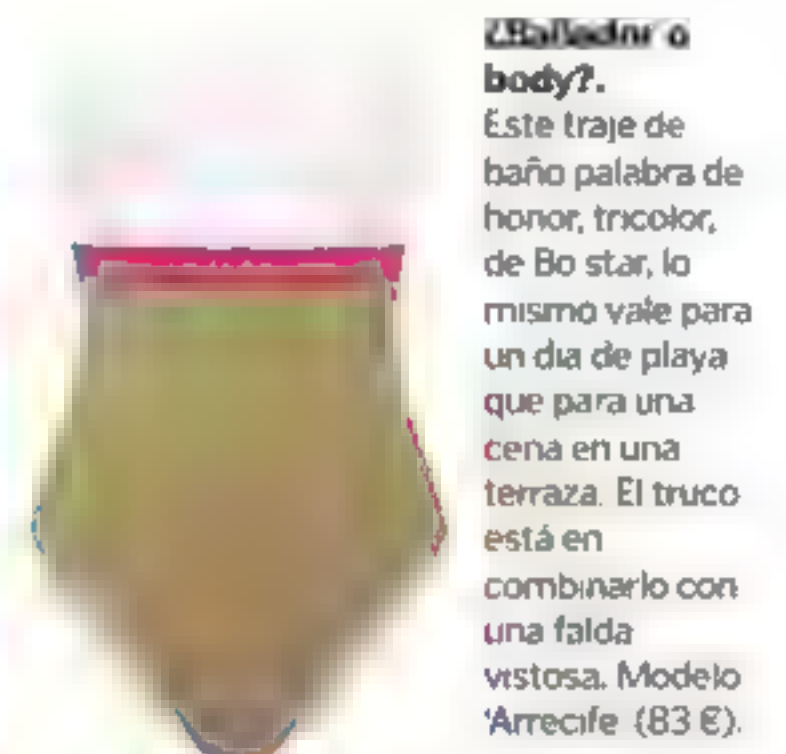 ¿Bañador o
body?.
Este traje de
baño palabra de
honor, tricolor,
de Bo star, lo
mismo vale para
un día de playa
que para una
cena en una
terraza. El truco
está en
combinarlo con
una falda
vistosa. Modelo
'Arrecife (83 €).